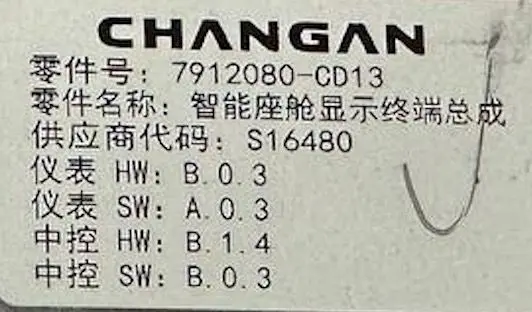 CHANGAN
零件号: 7912080-CD13
零件名称: 智能座舱显示终端总成
供应商代码: S16480
仪表 HW: B.0.3
仪表 SW: A.0.3
中控 HW: B.1.4
中控 SW: B.0.3